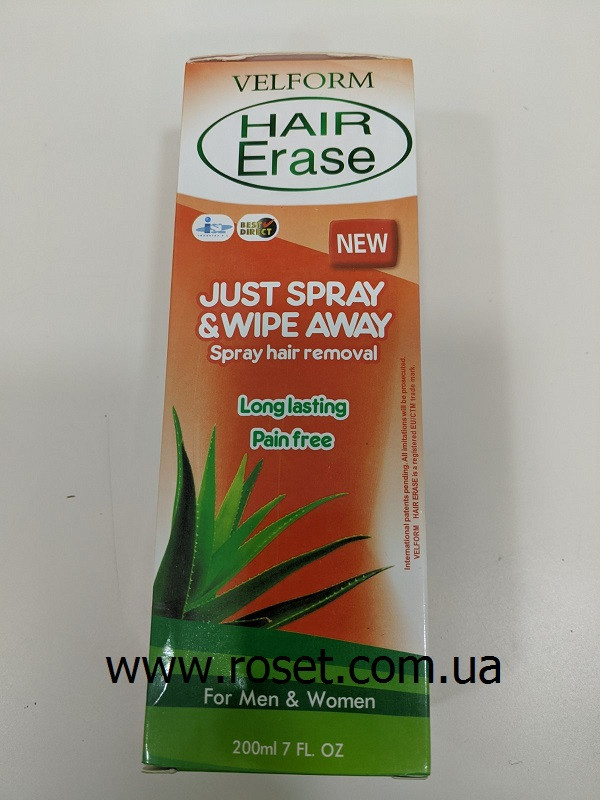 VELFORM
HAIR
Erase
BEST
DIRECT
NEW
JUST SPRAY
&WIPE AWAY
Spray hair removal
Long lasting
Pain free
International patents pending. All imitations will be prosecuted.
VELFORM HAIR ERASE is a registered EU/CTM trade mark.
www.roset.com.ua
For Men & Women
200ml 7 FL. OZ